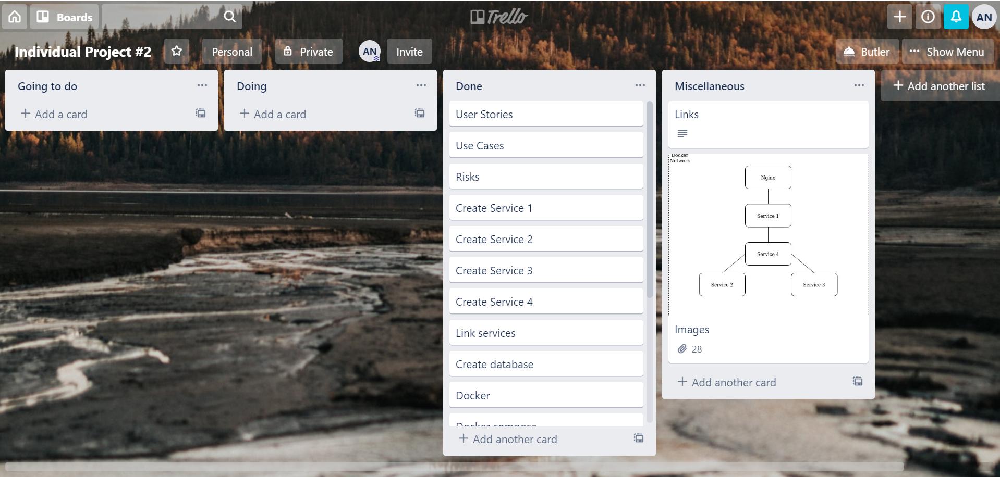 Boards
Trello
AN
Individual Project #2
Personal
Private
AN
Invite
Butler
Show Menu
Going to do
Add a card
Doing
Add a card
Done
User Stories
Use Cases
Risks
Create Service 1
Create Service 2
Create Service 3
Create Service 4
Link services
Create database
Docker
Docker compose
Add another card
Miscellaneous
Links
Docker
Network
Nginx
Service 1
Service 4
Service 2
Service 3
Images
28
Add another card
Add another list